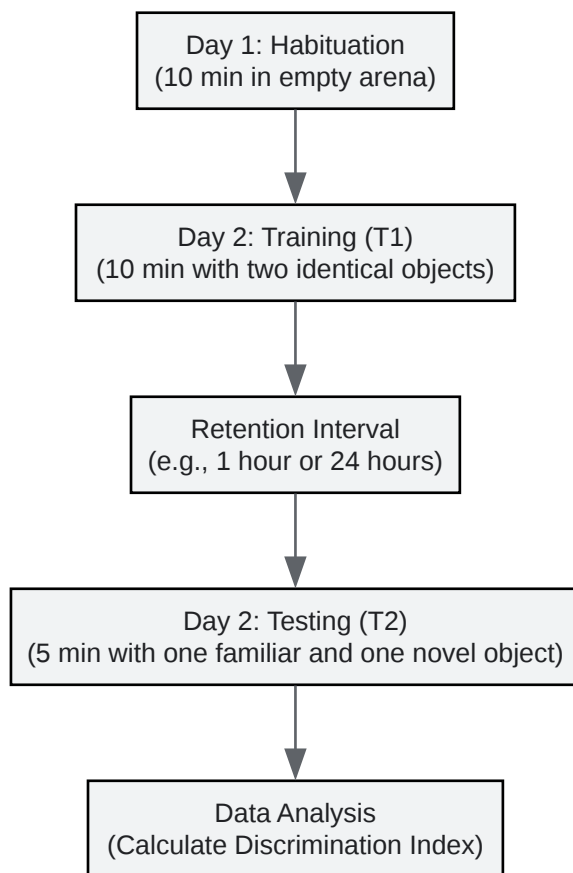 Day 1: Habituation
(10 min in empty arena)
Day 2: Training (T1)
(10 min with two identical objects)
Retention Interval
(e.g., 1 hour or 24 hours)
Day 2: Testing (T2)
(5 min with one familiar and one novel object)
Data Analysis
(Calculate Discrimination Index)